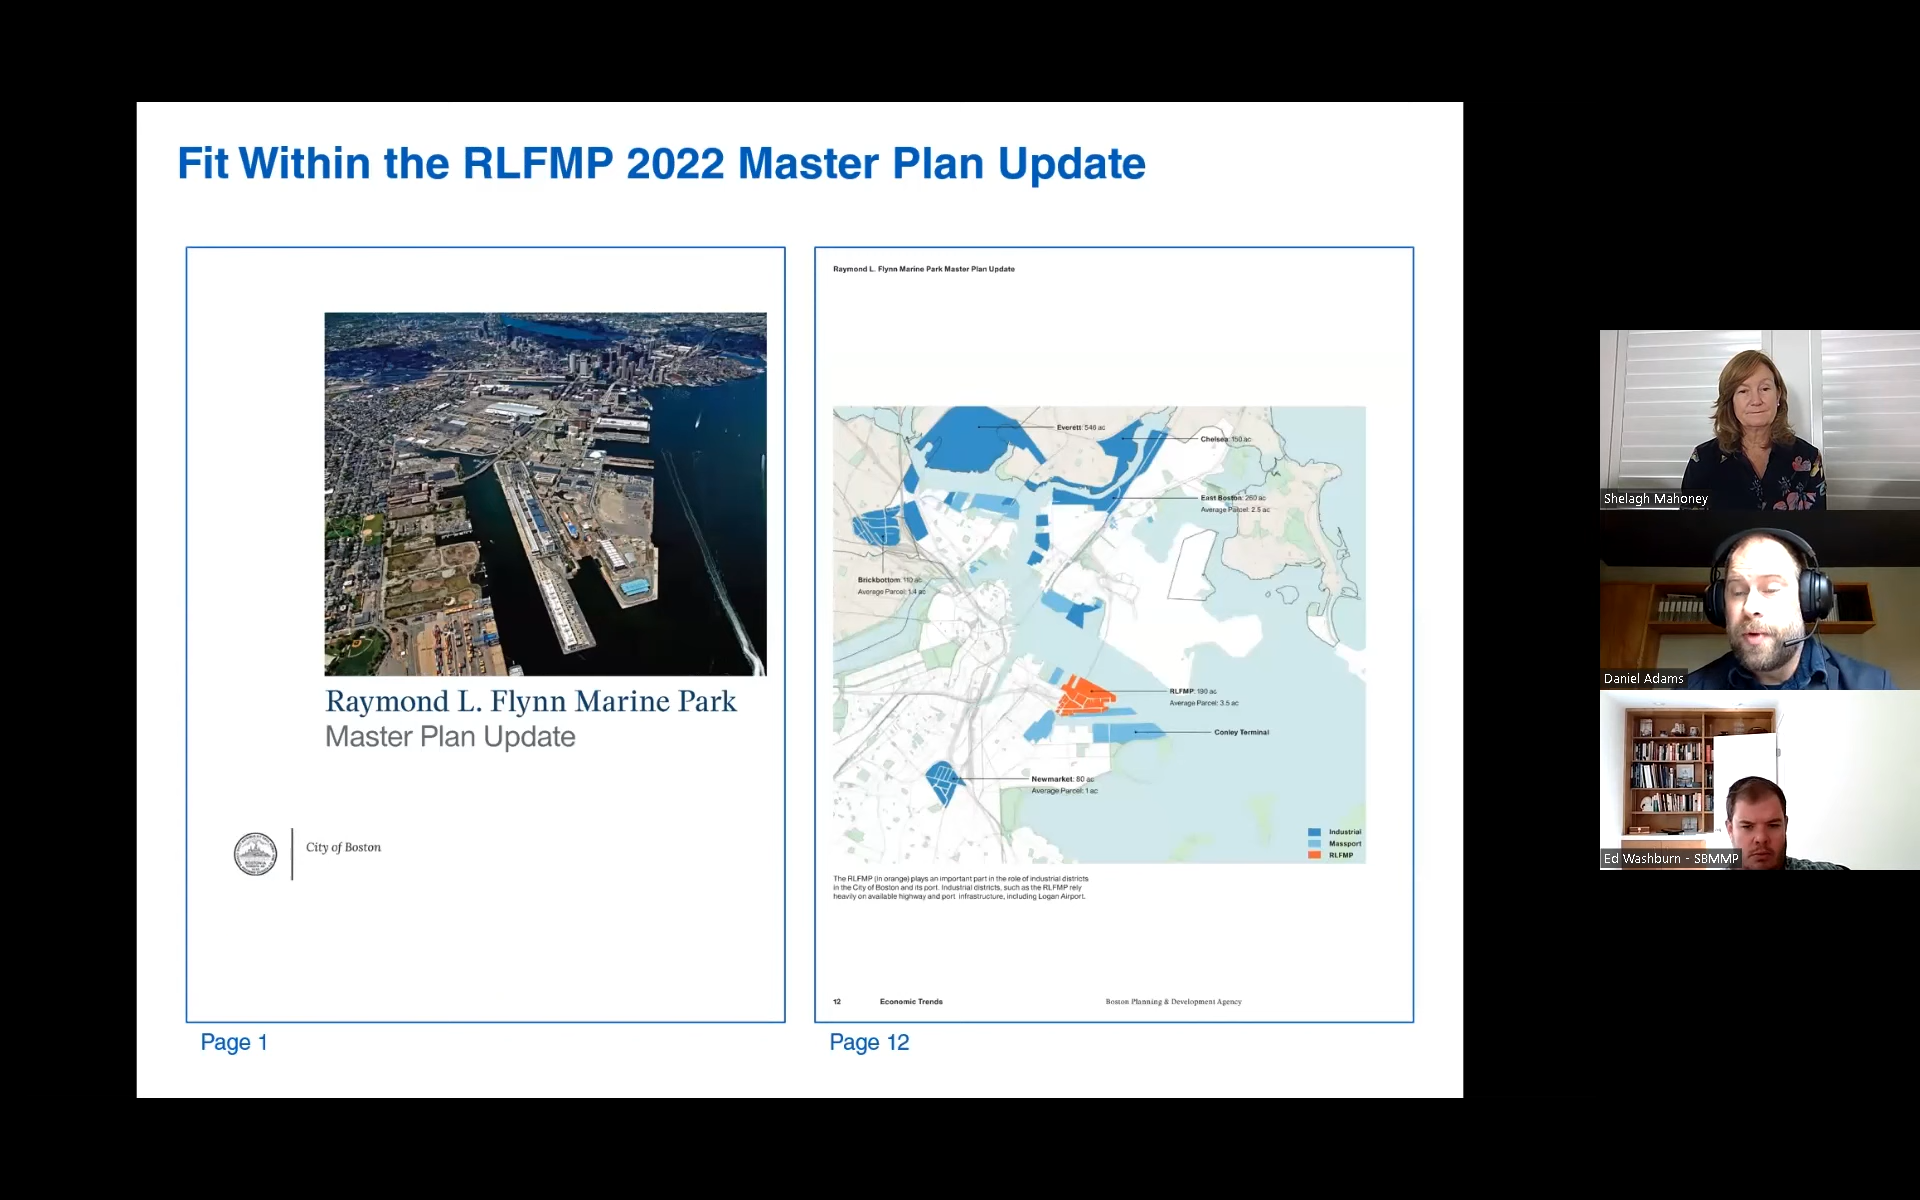 Fit Within the RLFMP 2022 Master Plan Update
Raymond L. Flynn Marine Park
Master Plan Update
City of Boston
Page 1
Raymond L. Flynn Marine Park Master Plan Update
Everett: 548 ac
Chelsea: 150 ac
East Boston: 260 ac
Average Parcel: 2.5 ac
Brickbottom: 110 ac
Average Parcel: 1.4 ac
RLFMP: 190 ac
Average Parcel: 3.5 ac
Conley Terminal
Newmarket: 80 ac
Average Parcel: 1 ac
Industrial
Massport
RLFMP
The RLFMP (in orange) plays an important part in the role of industrial districts
in the City of Boston and its port. Industrial districts, such as the RLFMP rely
heavily on available highway and port infrastructure, including Logan Airport.
12 Economic Trends Boston Planning & Development Agency
Page 12
Shelagh Mahoney
Daniel Adams
Ed Washburn - SBMMP